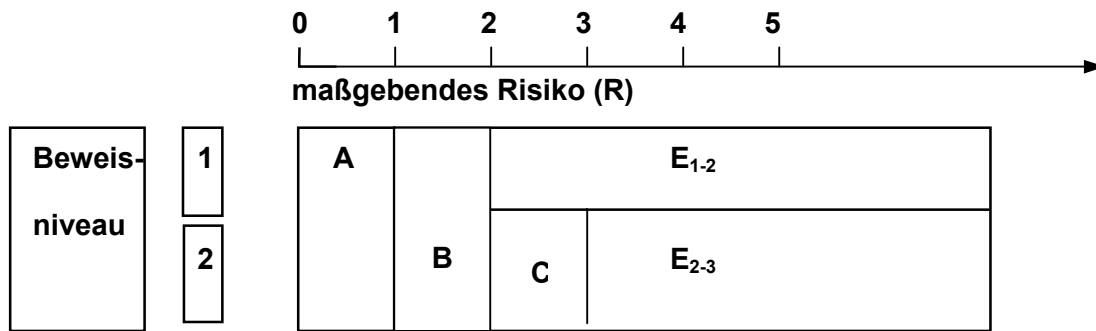 0 1 2 3 4 5
maßgebendes Risiko (R)
Beweis- 1 A E1-2
niveau 2 B C E2-3